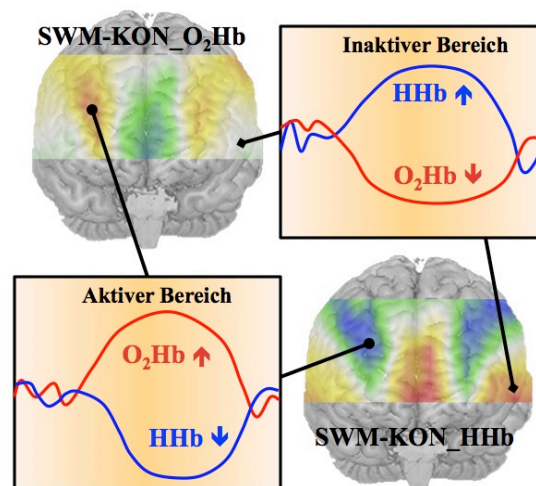 SWM-KON_O₂Hb
Inaktiver Bereich
HHb ↑
O₂Hb ↓
Aktiver Bereich
O₂Hb ↑
HHb ↓
SWM-KON_HHb